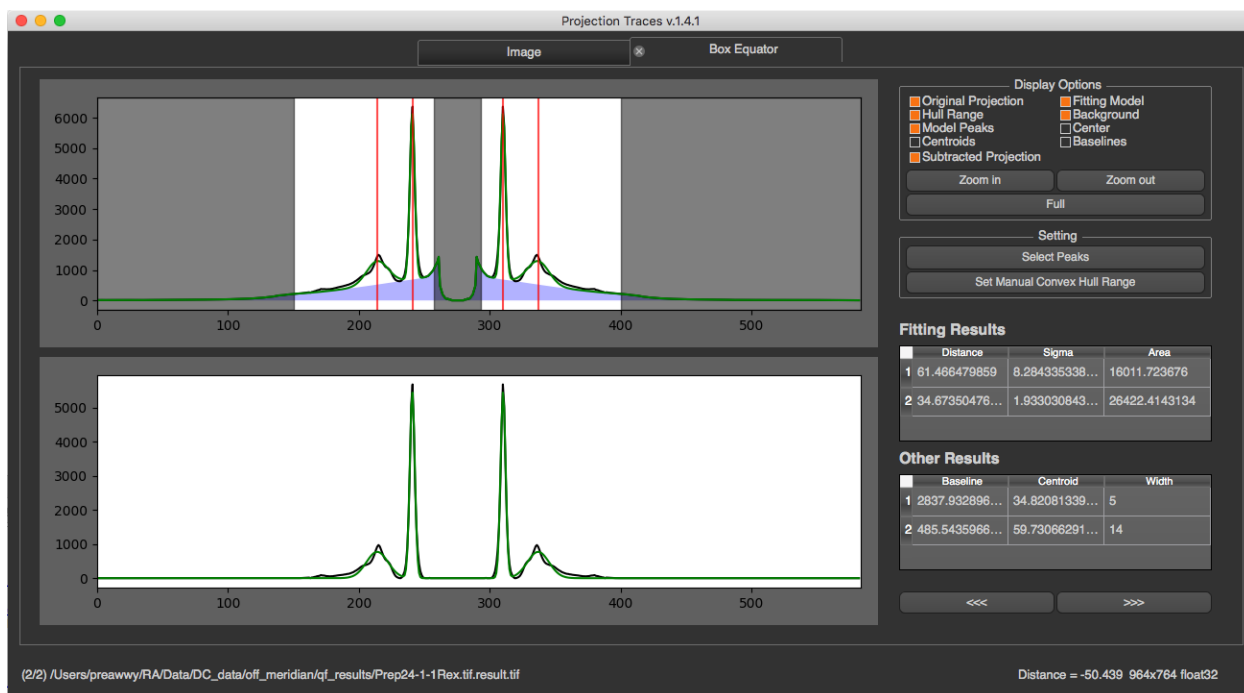 Projection Traces v.1.4.1
Image
Box Equator
6000
5000
4000
3000
2000
1000
0
0 100 200 300 400 500
5000
4000
3000
2000
1000
0
0 100 200 300 400 500
Display Options
Original Projection Fitting Model
Hull Range Background
Model Peaks Center
Centroids Baselines
Subtracted Projection
Zoom in Zoom out
Full
Setting
Select Peaks
Set Manual Convex Hull Range
Fitting Results
Distance Sigma Area
1 61.466479859 8.284335338... 16011.723676
2 34.67350476... 1.933030843... 26422.4143134
Other Results
Baseline Centroid Width
1 2837.932896... 34.82081339... 5
2 485.5435966... 59.73066291... 14
<<< >>>
(2/2) /Users/preawwy/RA/Data/DC_data/off_meridian/qf_results/Prep24-1-1Rex.tif.result.tif
Distance = -50.439 964x764 float32